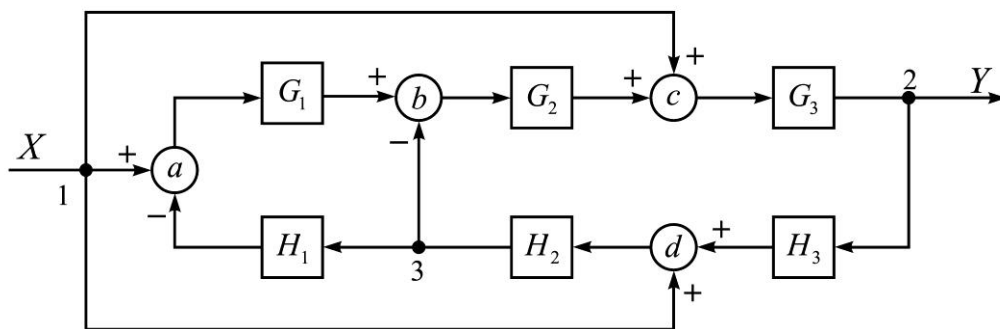 + 2
+ G₁ + b G₂ + c G₃ Y
X + a −
1 −
H₁ H₂ d + H₃
3 +